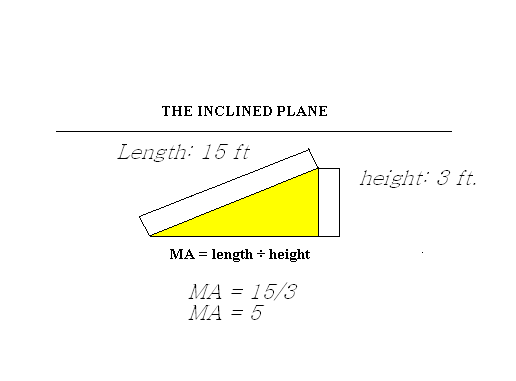 THE INCLINED PLANE
Length: 15 ft
height: 3 ft.
MA = length ÷ height
MA = 15/3
MA = 5